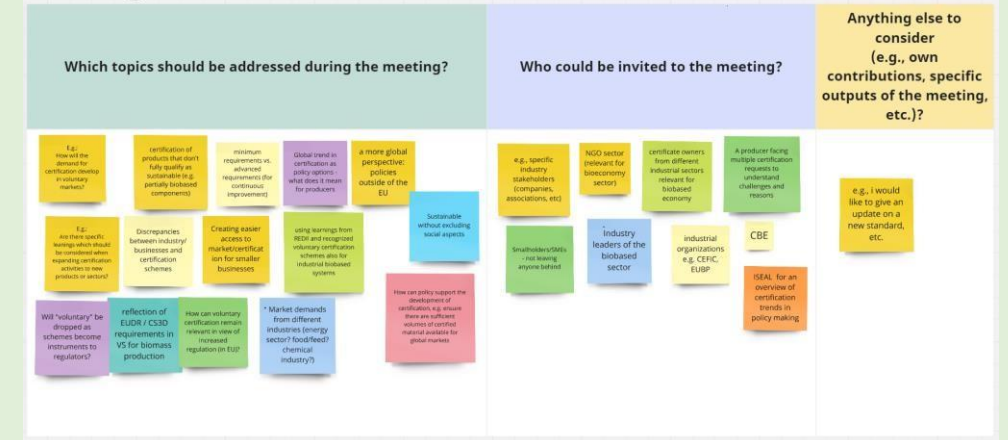 Which topics should be addressed during the meeting?
Who could be invited to the meeting?
Anything else to
consider
(e.g., own
contributions, specific
outputs of the meeting,
etc.)?
E.g.:
How will the
demand for
certification develop
in voluntary
markets?
certification of
products that don't
fully qualify as
sustainable (e.g.
partially biobased
components)
minimum
requirements vs.
advanced
requirements (for
continuous
improvement)
Global trend in
certification as
policy options -
what does it mean
for producers
a more global
perspective:
policies
outside of the
EU
E.g.:
Are there specific
learnings which should
be considered when
expanding certification
activities to new
products or sectors?
Discrepancies
between industry/
businesses and
certification
schemes
Creating easier
access to
market/certificat
ion for smaller
businesses
using learnings from
REDII and recognized
voluntary certification
schemes also for
industrial biobased
systems
Sustainable
without excluding
social aspects
Will "voluntary" be
dropped as
schemes become
instruments to
regulators?
reflection of
EUDR / CS3D
requirements in
VS for biomass
production
How can voluntary
certification remain
relevant in view of
increased
regulation (in EU)?
* Market demands
from different
industries (energy
sector? food/feed?
chemical
industry?)
How can policy support the
development of
certification, e.g. ensure
there are sufficient
volumes of certified
material available for
global markets
e.g., specific
industry
stakeholders
(companies,
associations, etc)
NGO sector
(relevant for
bioeconomy
sector)
certificate owners
from different
industrial sectors
relevant for
biobased
economy
A producer facing
multiple certification
requests to
understand
challenges and
reasons
Smallholders/SMEs
- not leaving
anyone behind
Industry
leaders of the
biobased
sector
industrial
organizations
e.g. CEFIC,
EUBP
CBE
ISEAL for an
overview of
certification
trends in
policy making
e.g., i would
like to give an
update on a
new standard,
etc.